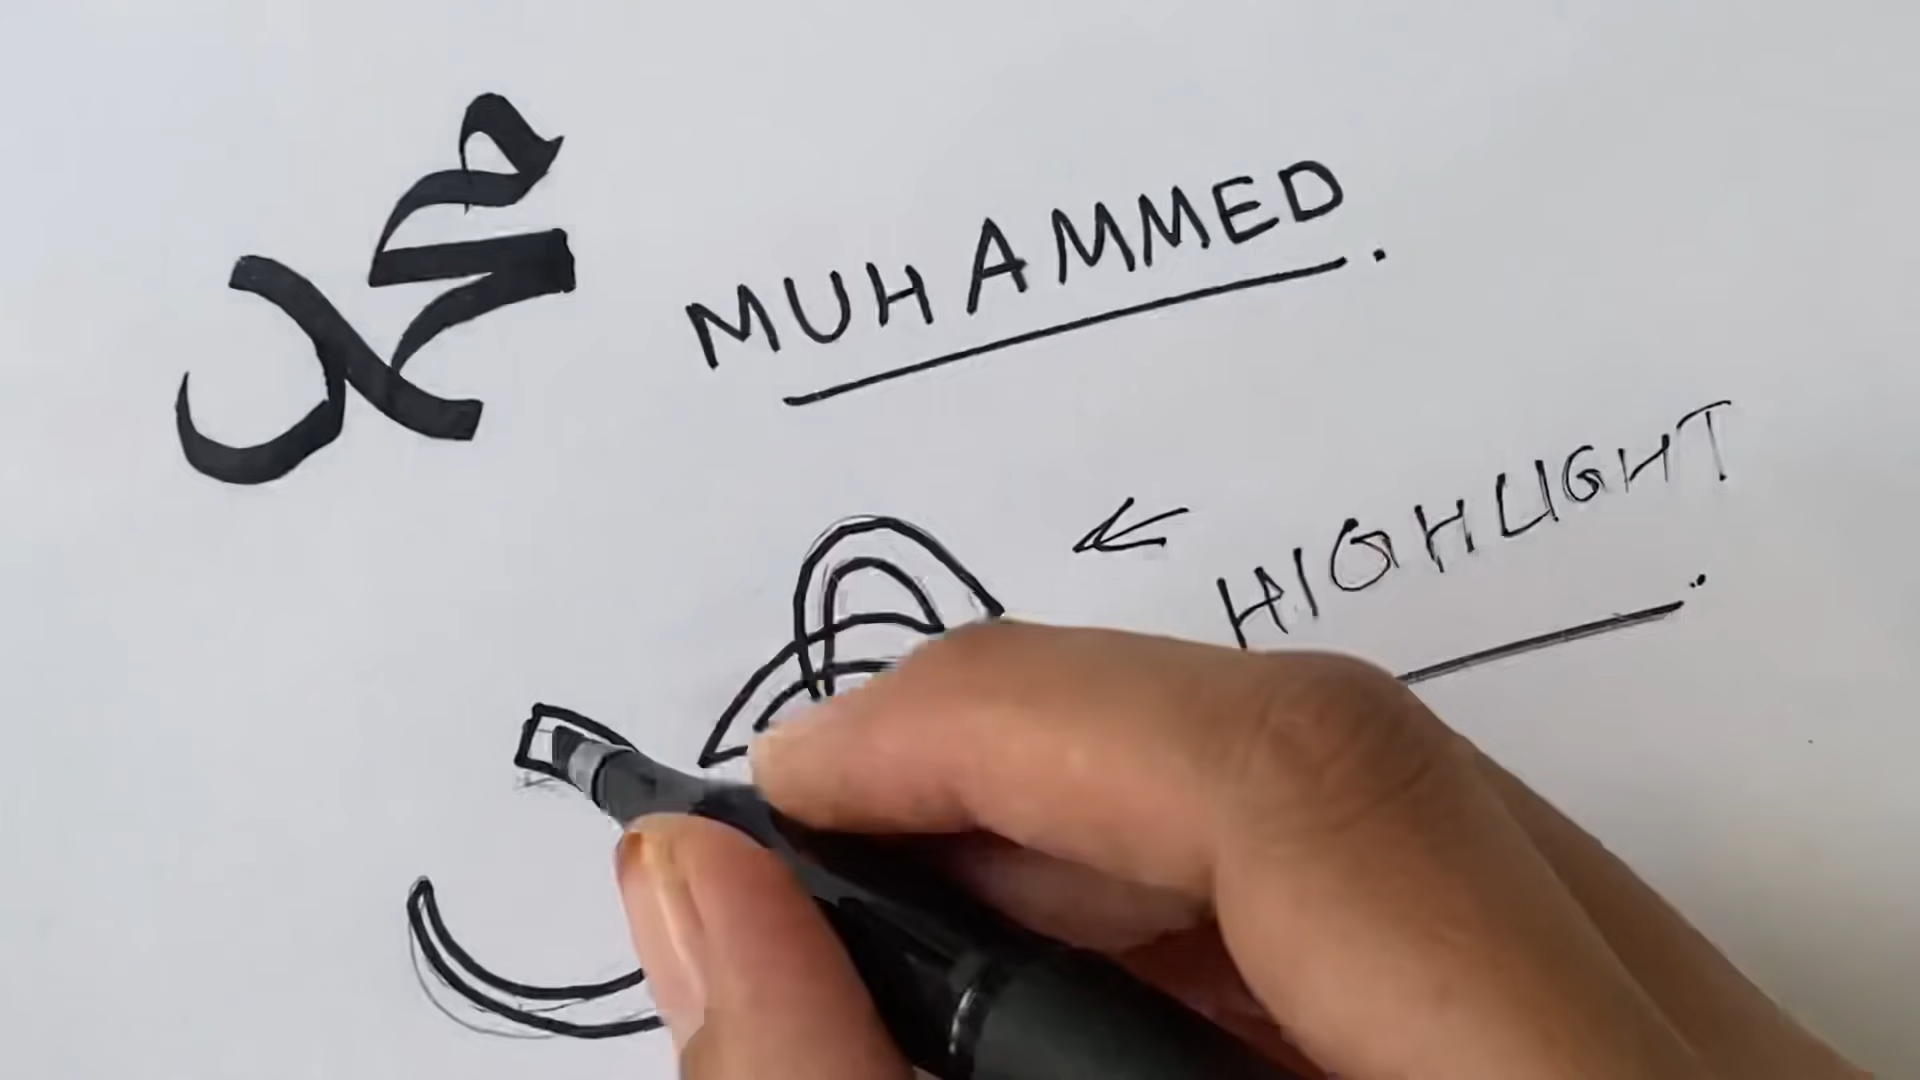 محمد
MUHAMMED.
← HIGHLIGHT.